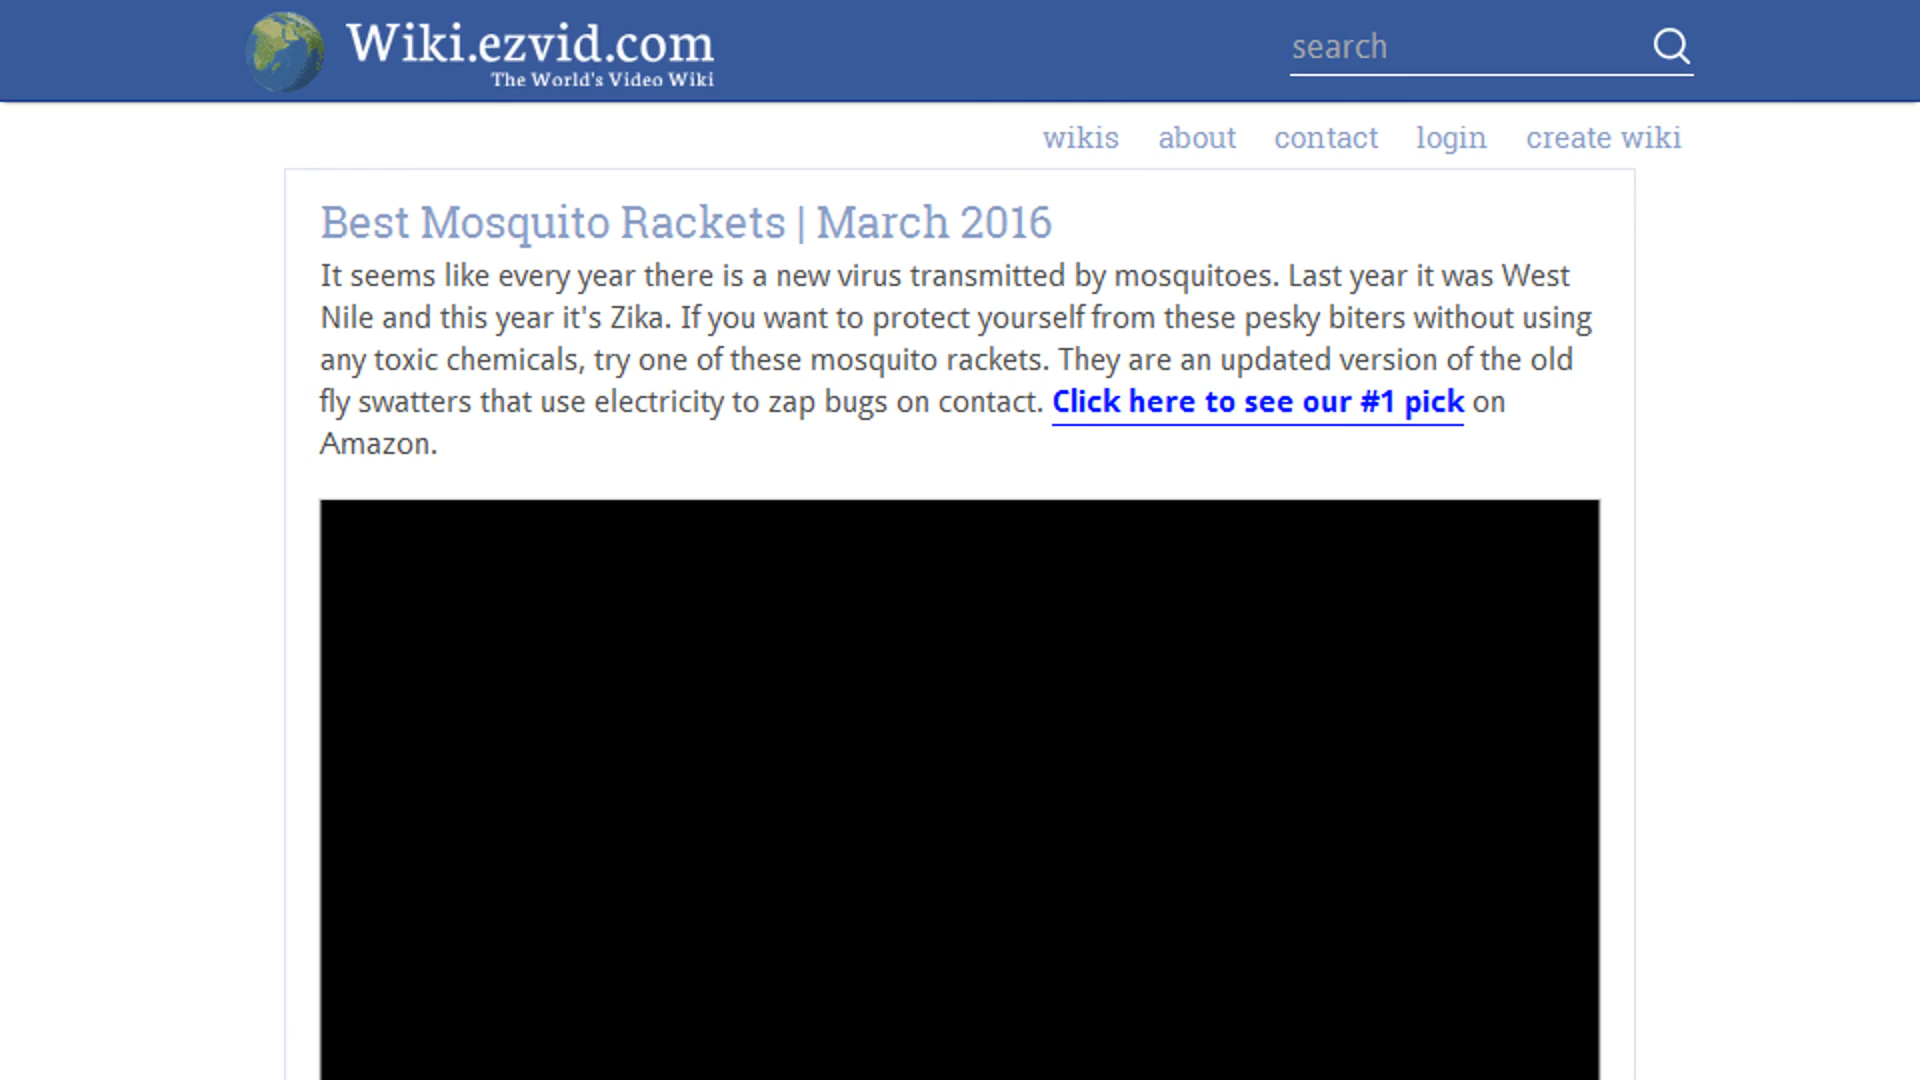 Wiki.ezvid.com
The World's Video Wiki
search
wikis about contact login create wiki
Best Mosquito Rackets | March 2016
It seems like every year there is a new virus transmitted by mosquitoes. Last year it was West
Nile and this year it's Zika. If you want to protect yourself from these pesky biters without using
any toxic chemicals, try one of these mosquito rackets. They are an updated version of the old
fly swatters that use electricity to zap bugs on contact. Click here to see our #1 pick on
Amazon.